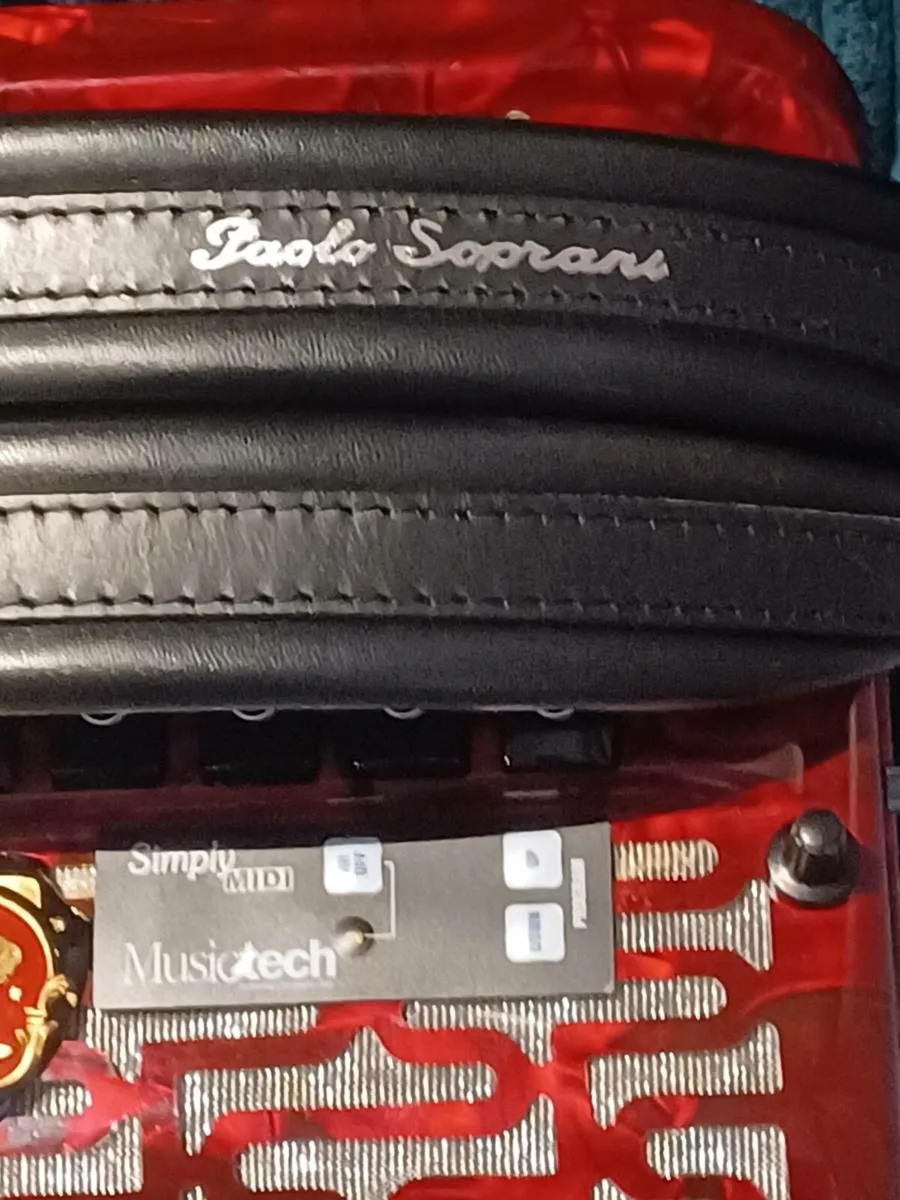 Paolo Soprani
Simply
MIDI
Musictech